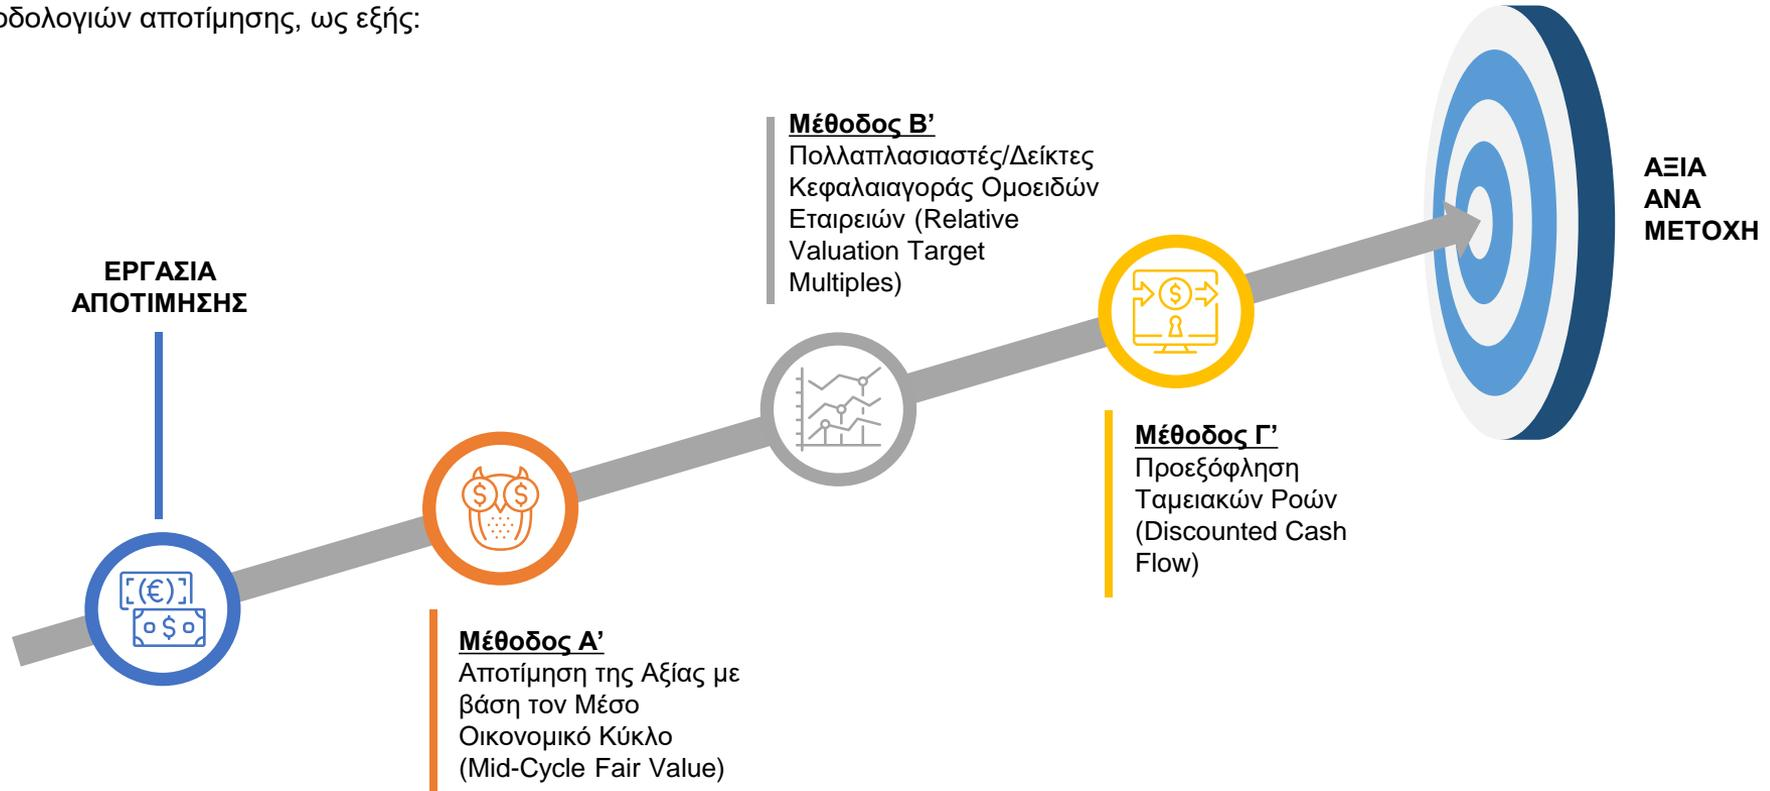 οδολογιών αποτίμησης, ως εξής:
ΕΡΓΑΣΙΑ
ΑΠΟΤΙΜΗΣΗΣ
Μέθοδος Α’
Αποτίμηση της Αξίας με
βάση τον Μέσο
Οικονομικό Κύκλο
(Mid-Cycle Fair Value)
Μέθοδος Β’
Πολλαπλασιαστές/Δείκτες
Κεφαλαιαγοράς Ομοειδών
Εταιρειών (Relative
Valuation Target
Multiples)
Μέθοδος Γ’
Προεξόφληση
Ταμειακών Ροών
(Discounted Cash
Flow)
ΑΞΙΑ
ΑΝΑ
ΜΕΤΟΧΗ